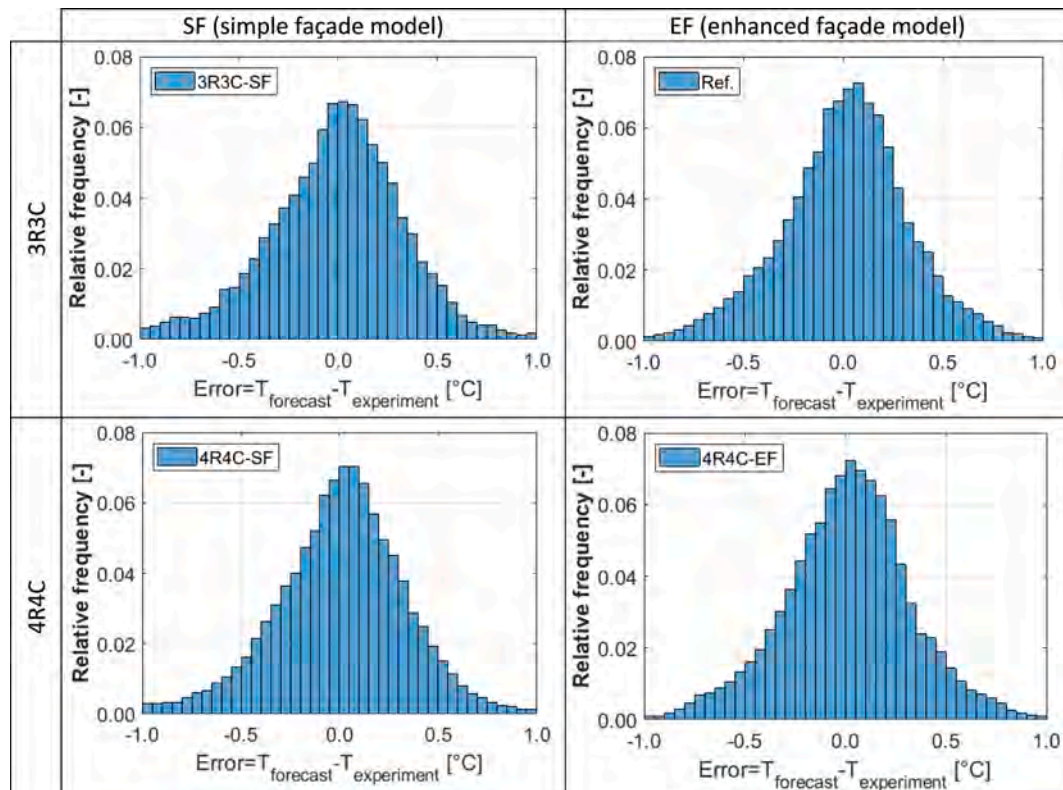 SF (simple façade model)
EF (enhanced façade model)
3R3C
0.08
0.06
0.04
0.02
0.00
Relative frequency [-]
3R3C-SF
-1.0 -0.5 0.0 0.5 1.0
Error=Tforecast-Texperiment [°C]
0.08
0.06
0.04
0.02
0.00
Relative frequency [-]
Ref.
-1.0 -0.5 0.0 0.5 1.0
Error=Tforecast-Texperiment [°C]
4R4C
0.08
0.06
0.04
0.02
0.00
Relative frequency [-]
4R4C-SF
-1.0 -0.5 0.0 0.5 1.0
Error=Tforecast-Texperiment [°C]
0.08
0.06
0.04
0.02
0.00
Relative frequency [-]
4R4C-EF
-1.0 -0.5 0.0 0.5 1.0
Error=Tforecast-Texperiment [°C]